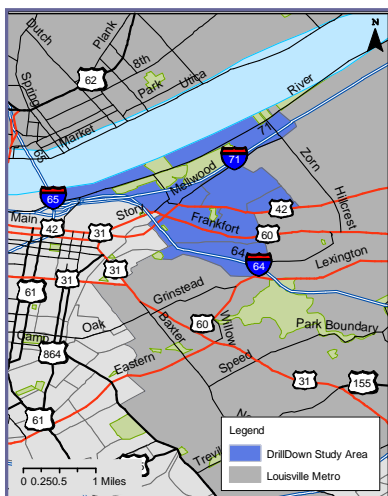 Dutch
Plank
8th
N
Spring
62
Park
Utica
Market
River
65
71
71
Zorn
Mellwood
65
Hillcrest
Main
Story
42
42
31
Frankfort
60
31
64
64
Lexington
61
31
Grinstead
Oak
Baxter
60
Willow
Park Boundary
864
Eastern
Speed
31
155
61
Legend
DrillDown Study Area
Louisville Metro
0 0.250.5 1 Miles